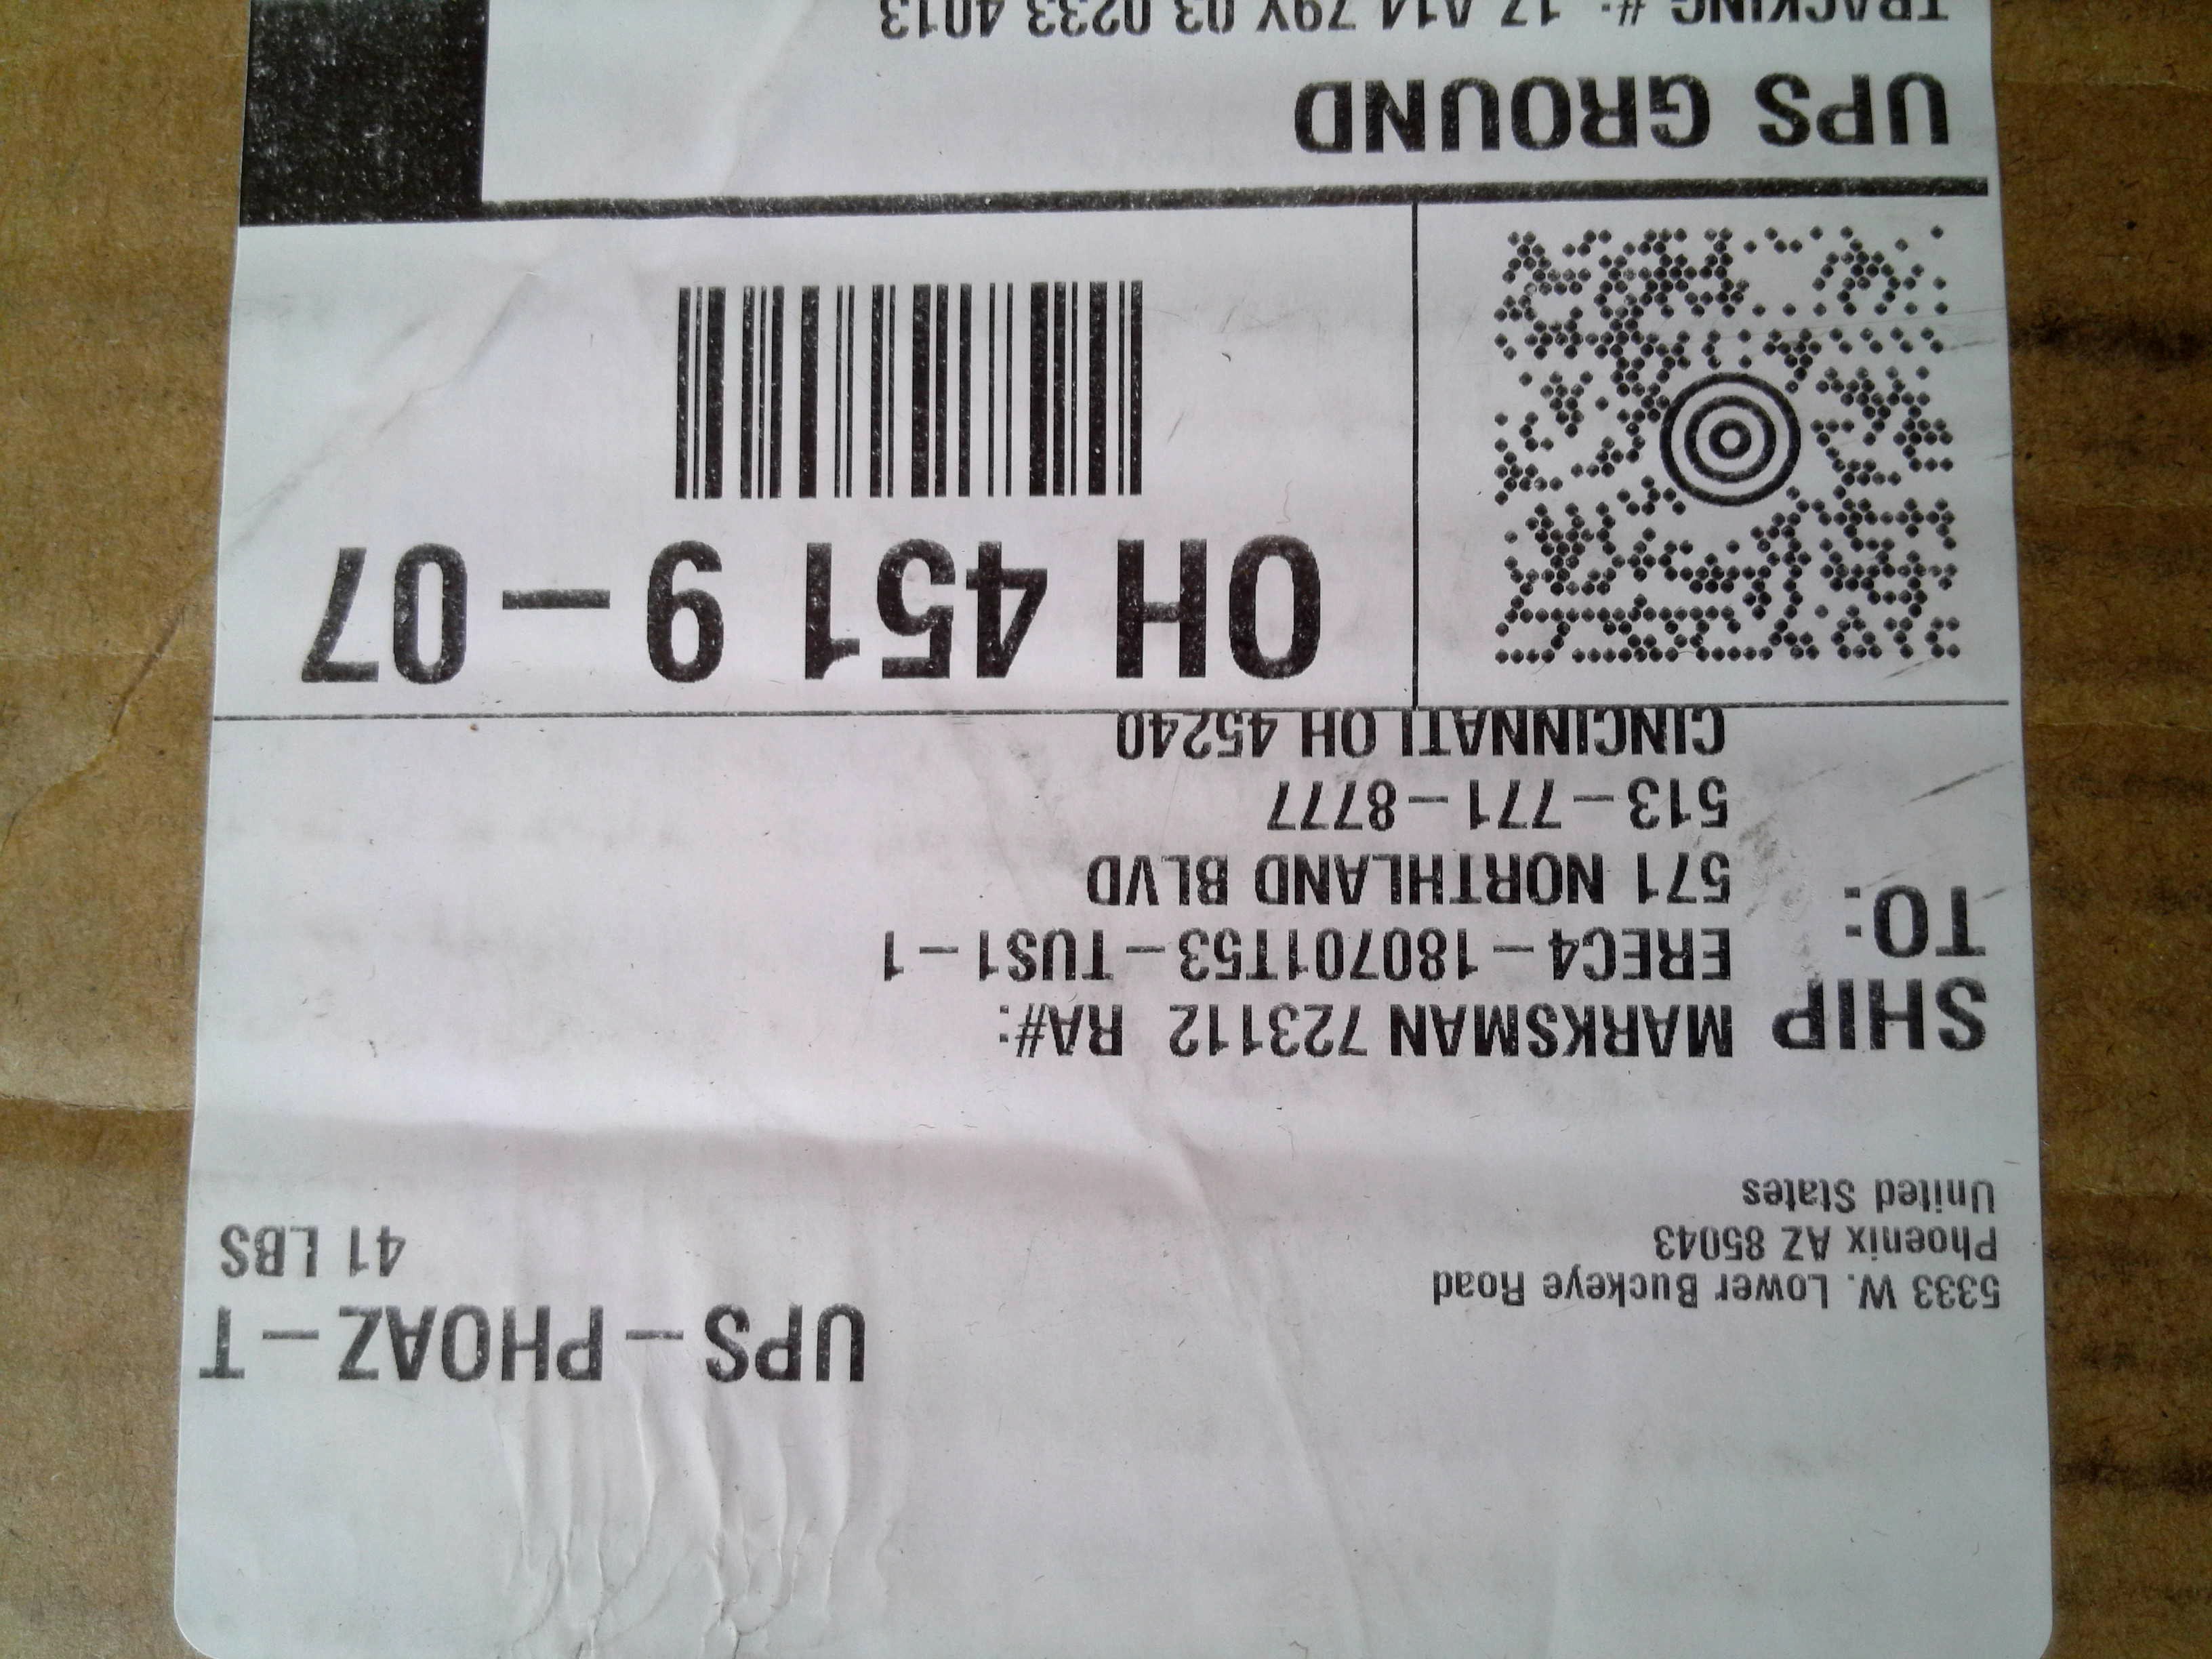 UPS-PHOAZ-T
41 LBS
5333 W. Lower Buckeye Road
Phoenix AZ 85043
United States
SHIP TO:
MARKSMAN 723112 RA#:
EREC4-180701T53-TUS1-1
571 NORTHLAND BLVD
513-771-8777
CINCINNATI OH 45240
OH 451 9-07
UPS GROUND
TRACKING #: 1Z A14 79Y 03 0233 4013